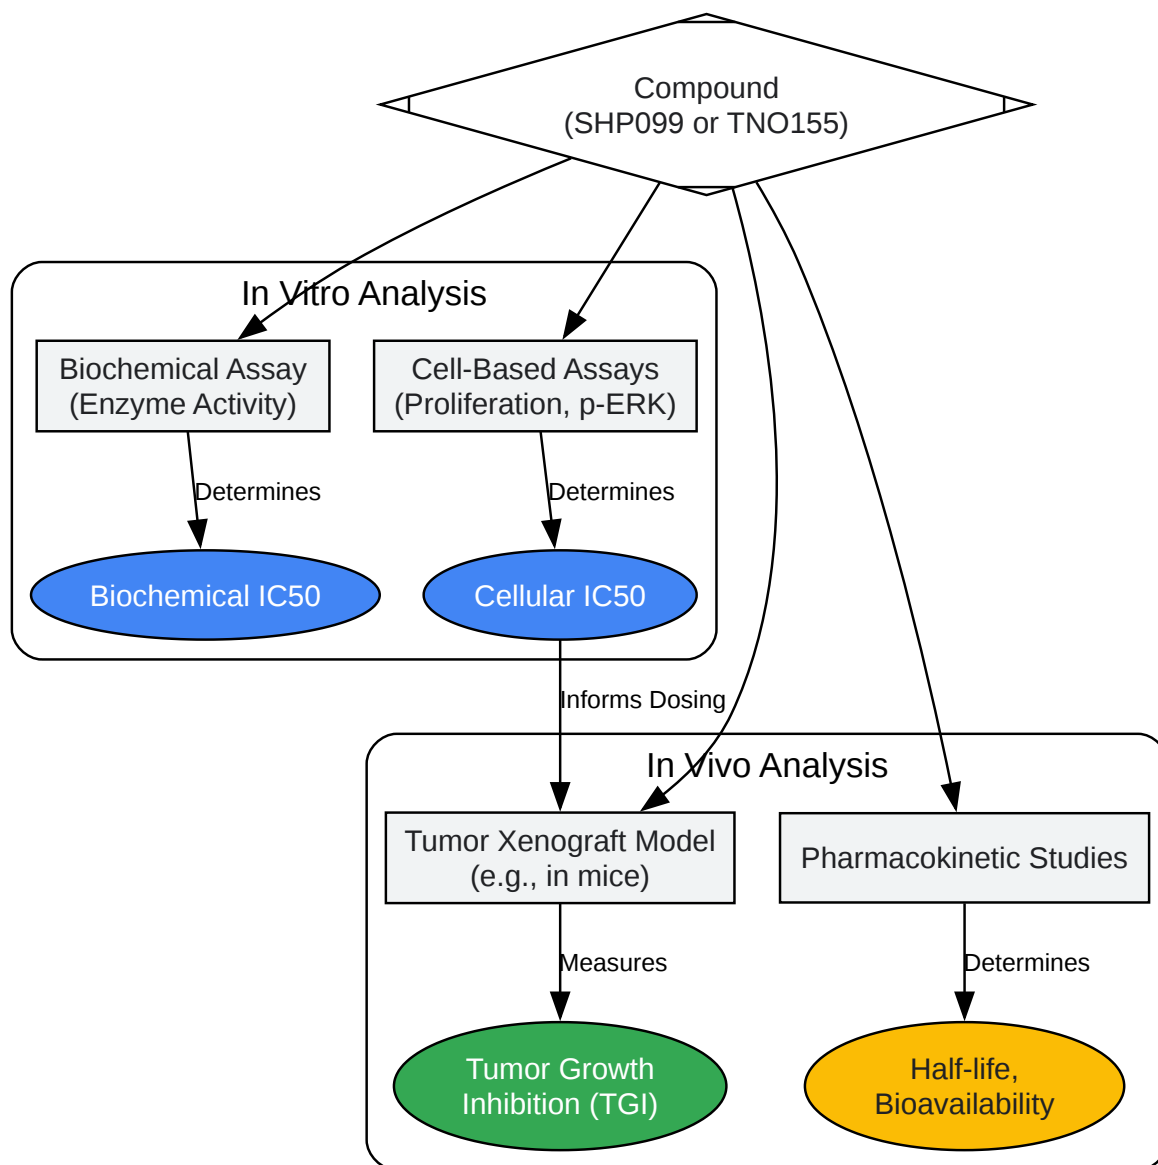 Compound
(SHP099 or TNO155)
In Vitro Analysis
Biochemical Assay
(Enzyme Activity)
Cell-Based Assays
(Proliferation, p-ERK)
Determines
Determines
Biochemical IC50
Cellular IC50
Informs Dosing
In Vivo Analysis
Tumor Xenograft Model
(e.g., in mice)
Pharmacokinetic Studies
Measures
Determines
Tumor Growth
Inhibition (TGI)
Half-life,
Bioavailability